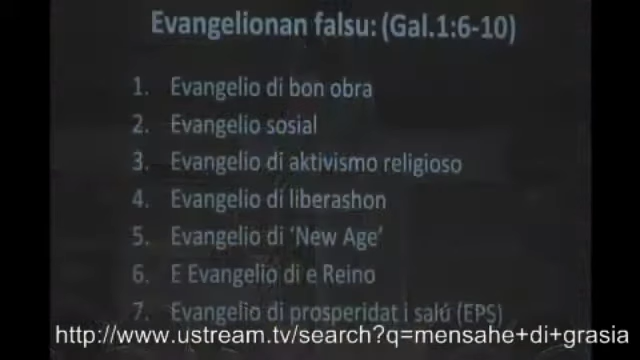 Evangelionan falsu: (Gal.1:6-10)
1. Evangelio di bon obra
2. Evangelio sosial
3. Evangelio di aktivismo religioso
4. Evangelio di liberashon
5. Evangelio di ‘New Age’
6. E Evangelio di e Reino
7. Evangelio di prosperidat i salú (EPS)
http://www.ustream.tv/search?q=mensahe+di+grasia